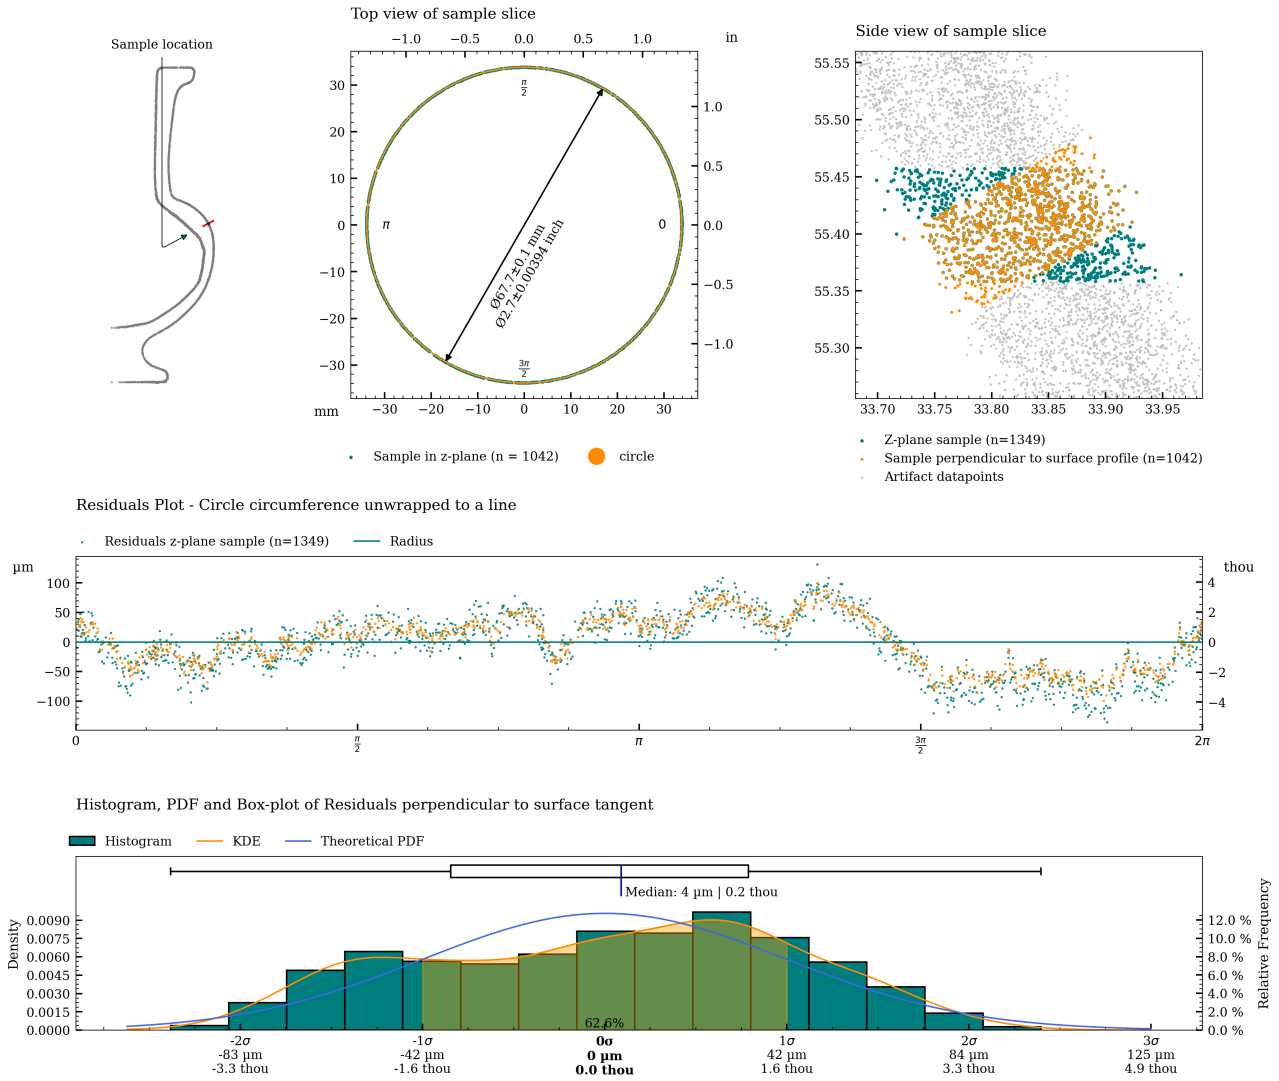 Top view of sample slice
Sample location
−1.0 −0.5 0.0 0.5 1.0 in
30
20
10
0
−10
−20
−30
mm
π/2
π
0
3π/2
Ø67.7±0.1 mm
Ø2.7±0.00394 inch
1.0
0.5
0.0
−0.5
−1.0
−30 −20 −10 0 10 20 30
Sample in z-plane (n = 1042) circle
Side view of sample slice
55.55
55.50
55.45
55.40
55.35
55.30
33.70 33.75 33.80 33.85 33.90 33.95
Z-plane sample (n=1349)
Sample perpendicular to surface profile (n=1042)
Artifact datapoints
Residuals Plot - Circle circumference unwrapped to a line
Residuals z-plane sample (n=1349) Radius
µm
100
50
0
−50
−100
thou
4
2
0
−2
−4
0 π/2 π 3π/2 2π
Histogram, PDF and Box-plot of Residuals perpendicular to surface tangent
Histogram KDE Theoretical PDF
Median: 4 µm | 0.2 thou
Density
0.0090
0.0075
0.0060
0.0045
0.0030
0.0015
0.0000
Relative Frequency
12.0 %
10.0 %
8.0 %
6.0 %
4.0 %
2.0 %
0.0 %
62.6%
-2σ -1σ 0σ 1σ 2σ 3σ
-83 µm -42 µm 0 µm 42 µm 84 µm 125 µm
-3.3 thou -1.6 thou 0.0 thou 1.6 thou 3.3 thou 4.9 thou